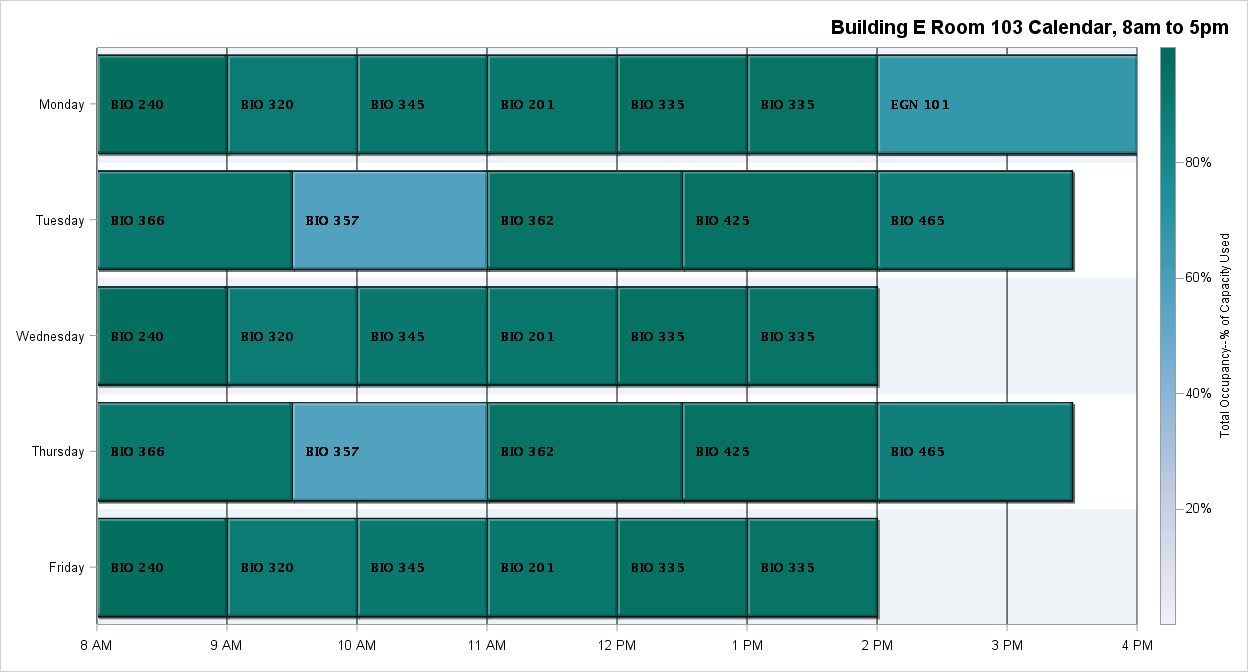 Building E Room 103 Calendar, 8am to 5pm
Monday
BIO 240 BIO 320 BIO 345 BIO 201 BIO 335 BIO 335 EGN 101
Tuesday
BIO 366 BIO 357 BIO 362 BIO 425 BIO 465
Wednesday
BIO 240 BIO 320 BIO 345 BIO 201 BIO 335 BIO 335
Thursday
BIO 366 BIO 357 BIO 362 BIO 425 BIO 465
Friday
BIO 240 BIO 320 BIO 345 BIO 201 BIO 335 BIO 335
8 AM 9 AM 10 AM 11 AM 12 PM 1 PM 2 PM 3 PM 4 PM
80%
60%
40%
20%
Total Occupancy--% of Capacity Used